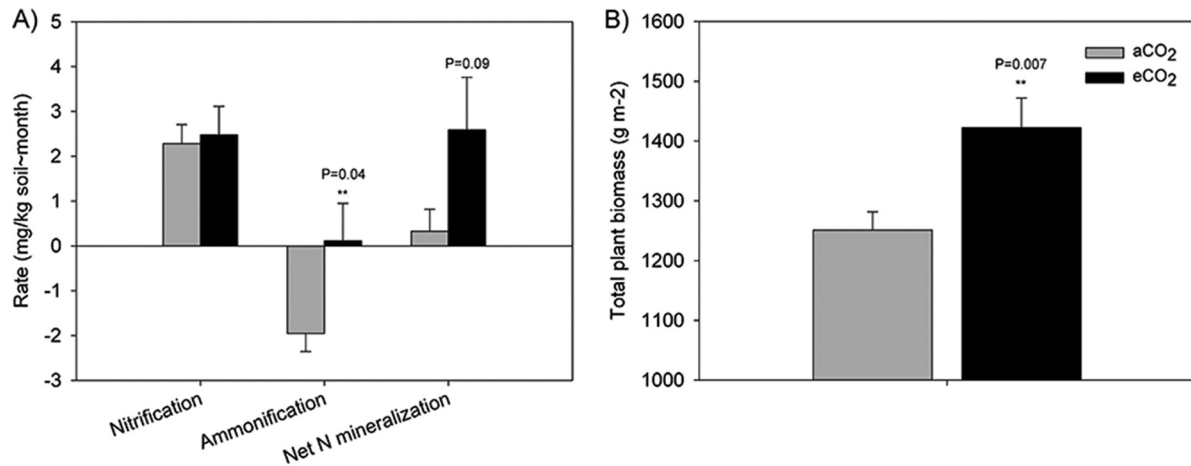 A)
5
4
3
2
1
0
-1
-2
-3
Rate (mg/kg soil~month)
P=0.09
P=0.04
**
Nitrification
Ammonification
Net N mineralization
B)
1600
1500
1400
1300
1200
1100
1000
Total plant biomass (g m-2)
P=0.007
**
aCO₂
eCO₂